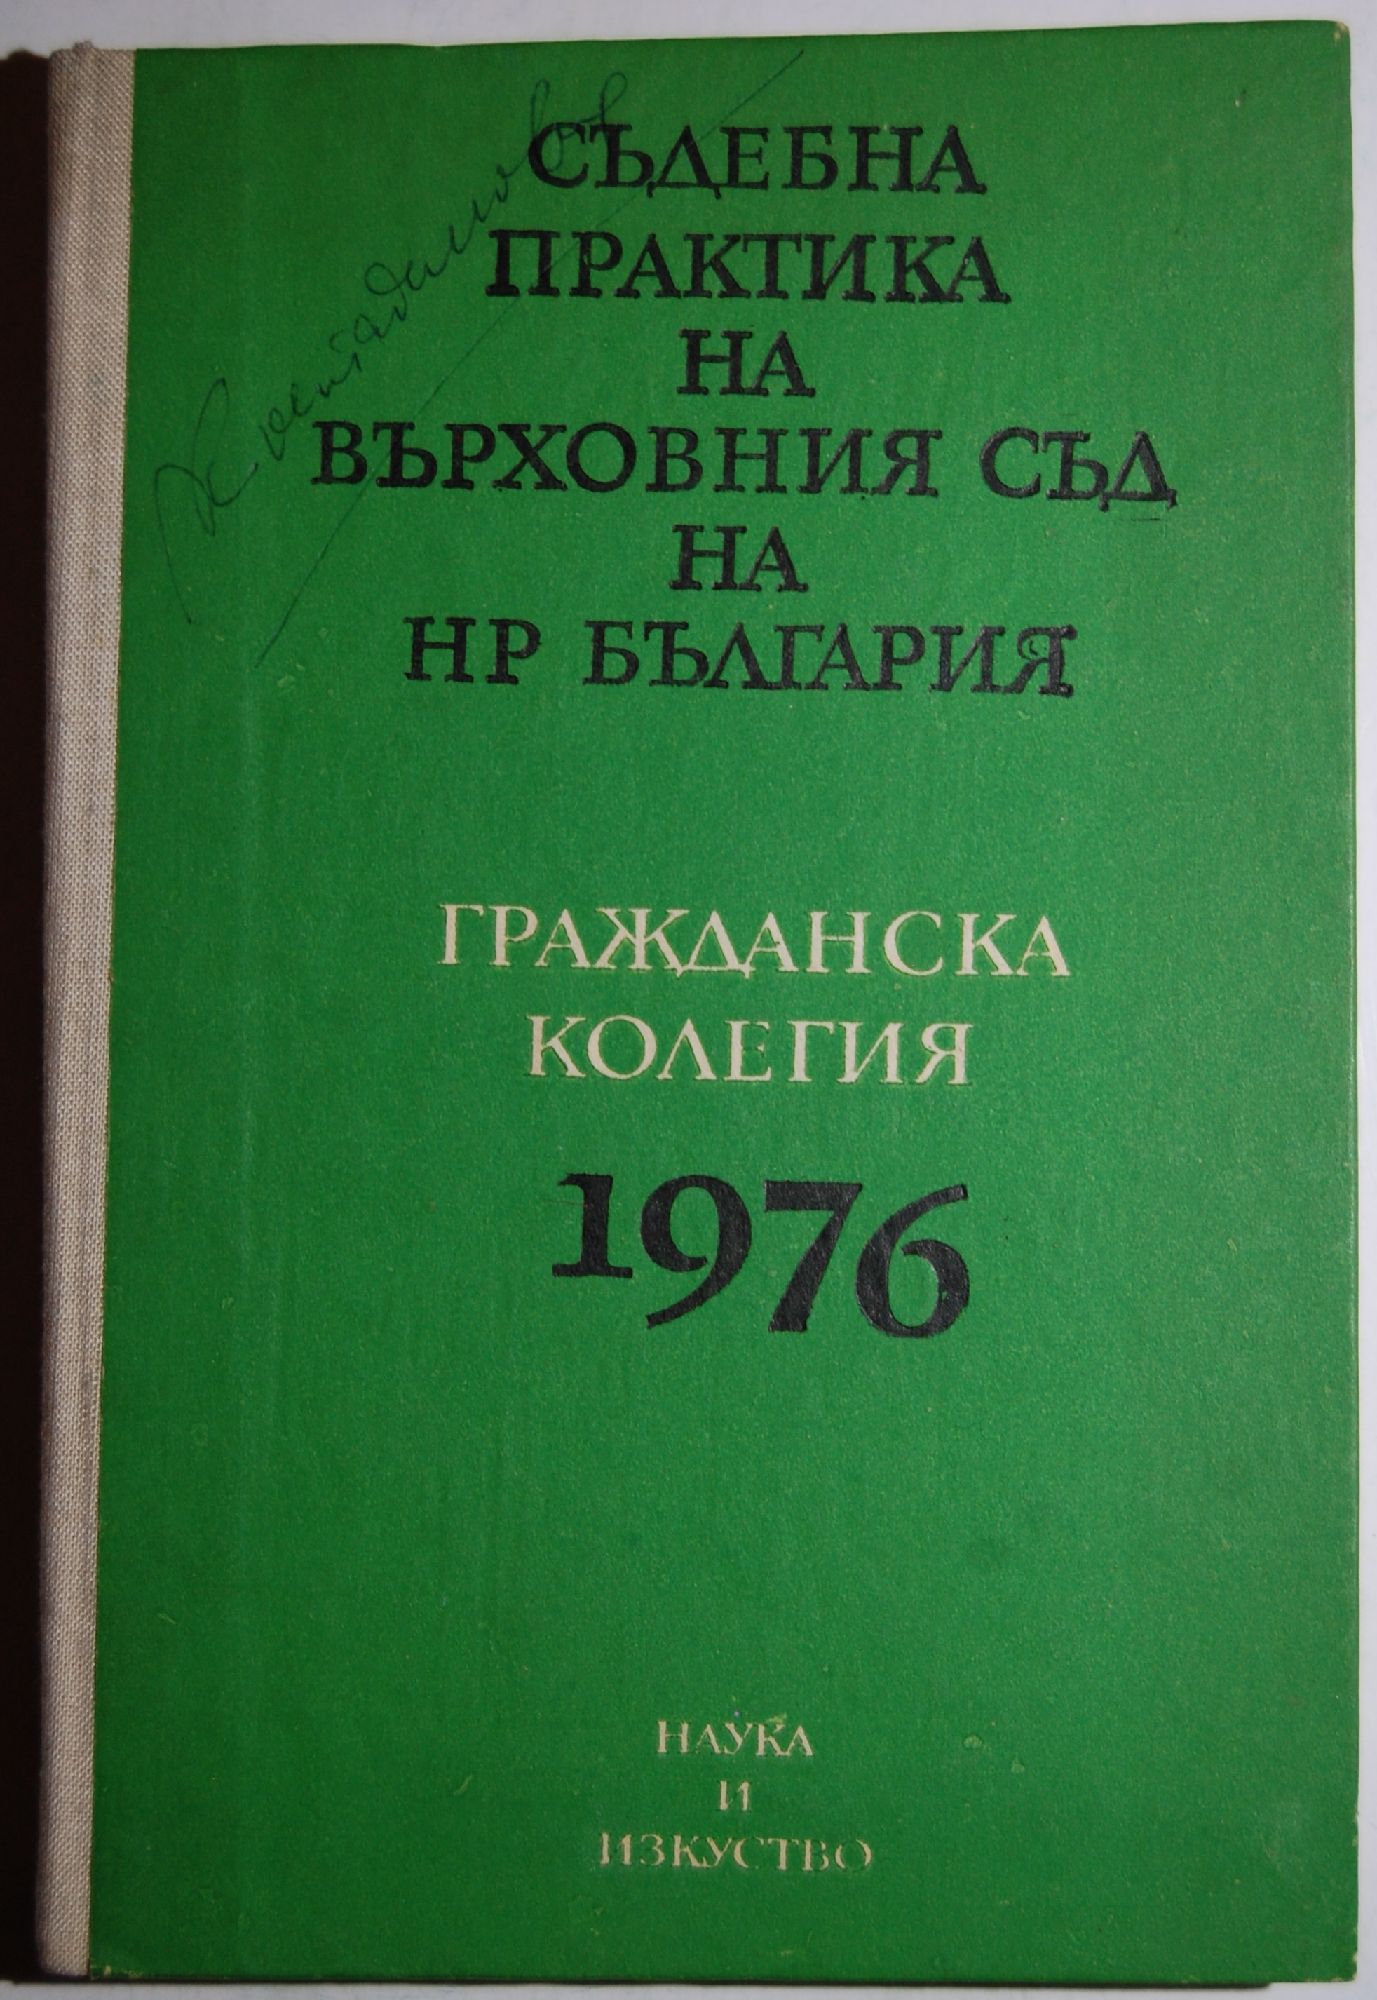 СЪДЕБНА
ПРАКТИКА
НА
ВЪРХОВНИЯ СЪД
НА
НР БЪЛГАРИЯ
ГРАЖДАНСКА
КОЛЕГИЯ
1976
НАУКА
И
ИЗКУСТВО